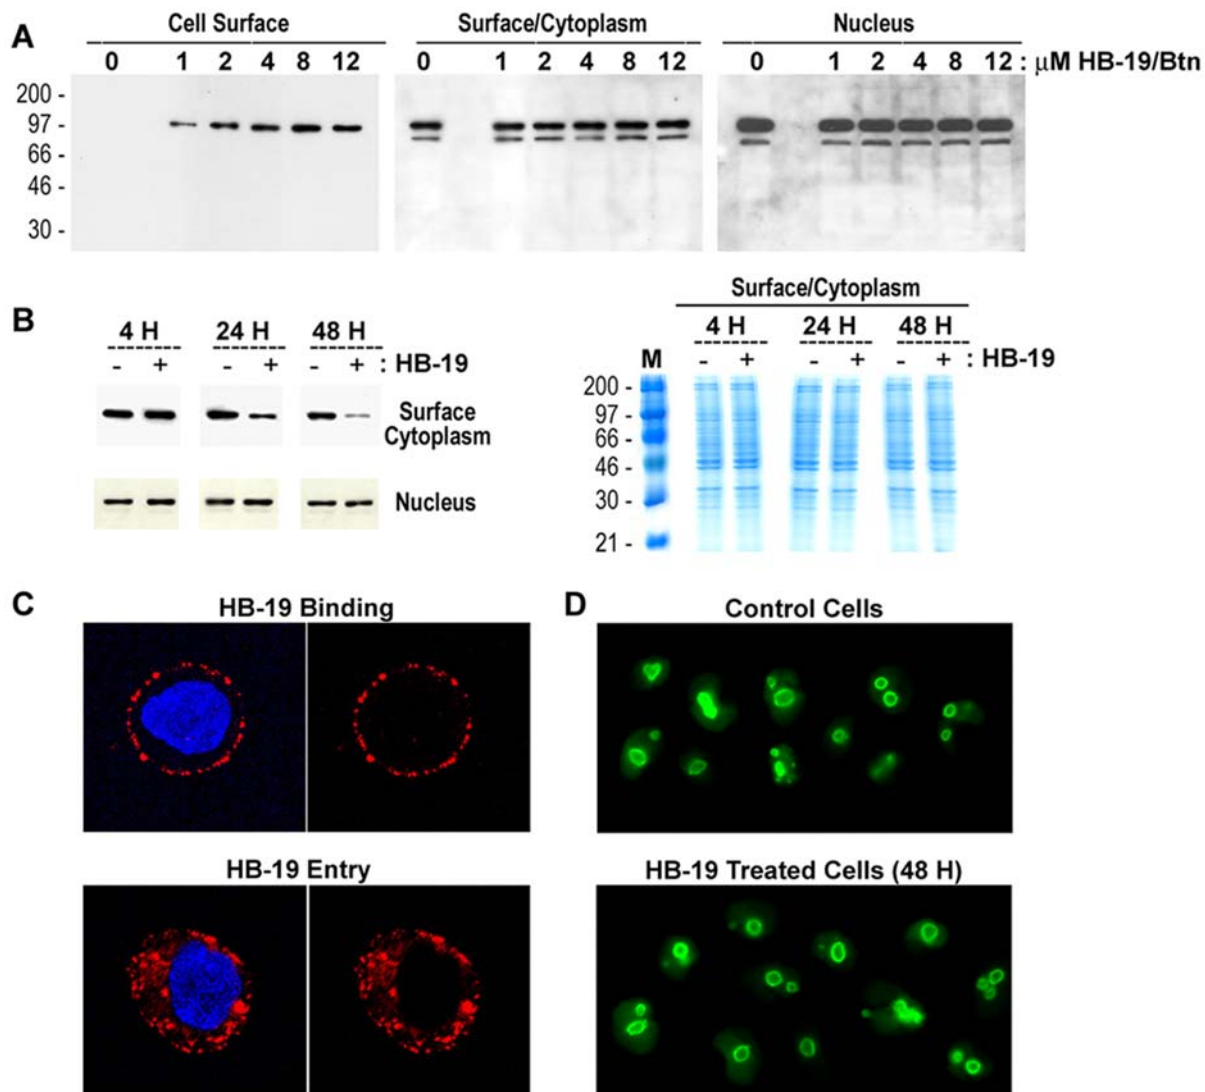 A
Cell Surface
Surface/Cytoplasm
Nucleus
0 1 2 4 8 12
0 1 2 4 8 12
0 1 2 4 8 12 : µM HB-19/Btn
200 -
97 -
66 -
46 -
30 -
B
4 H 24 H 48 H
- + - + - + : HB-19
Surface
Cytoplasm
Nucleus
Surface/Cytoplasm
4 H 24 H 48 H
M - + - + - + : HB-19
200 -
97 -
66 -
46 -
30 -
21 -
C
HB-19 Binding
HB-19 Entry
D
Control Cells
HB-19 Treated Cells (48 H)